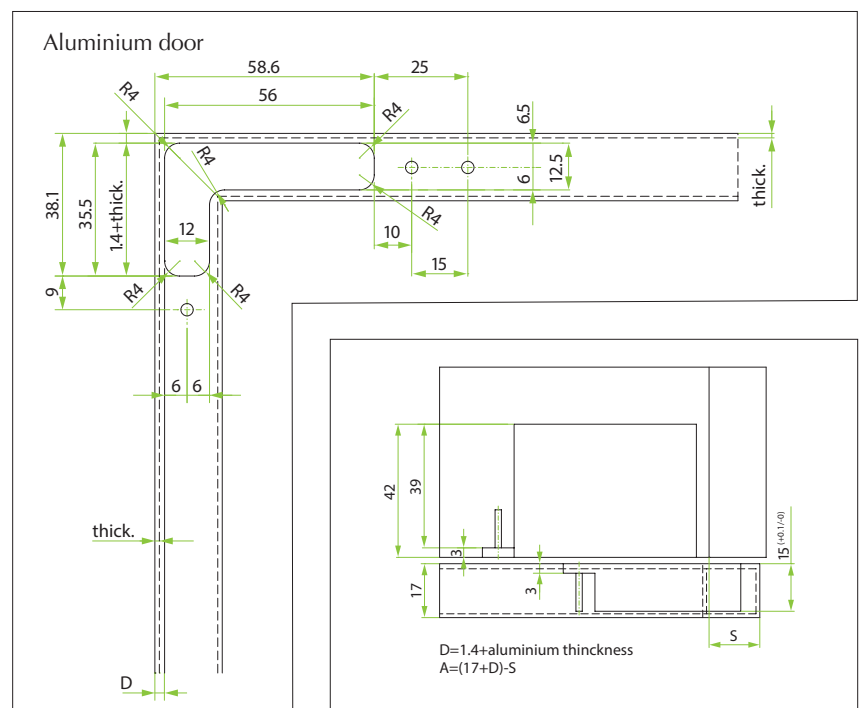 Aluminium door
58.6
25
56
R4
R4
6.5
R4
12.5
6
thick.
38.1
35.5
1.4+thick.
R4
12
10
15
R4
R4
9
6
6
thick.
D
42
39
3
15 (+0.1/-0)
17
3
S
D=1.4+aluminium thinckness
A=(17+D)-S